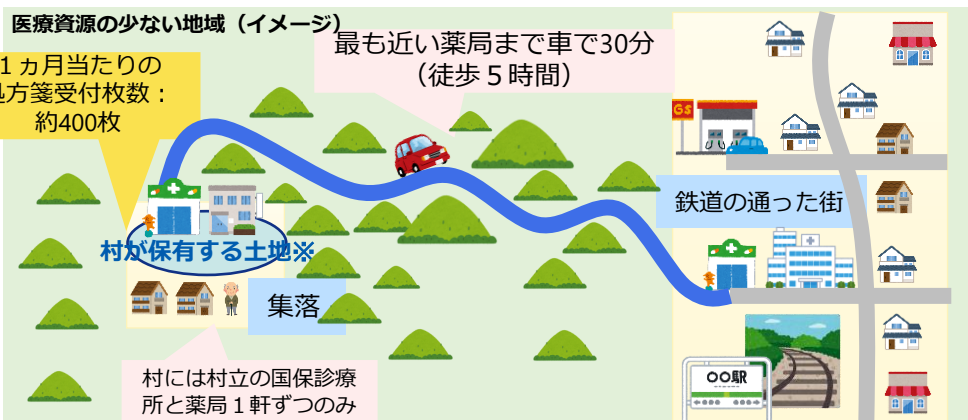 医療資源の少ない地域（イメージ）
最も近い薬局まで車で30分
（徒歩５時間）
１ヵ月当たりの
処方箋受付枚数：
約400枚
GS
鉄道の通った街
村が保有する土地※
集落
村には村立の国保診療
所と薬局１軒ずつのみ
〇〇駅